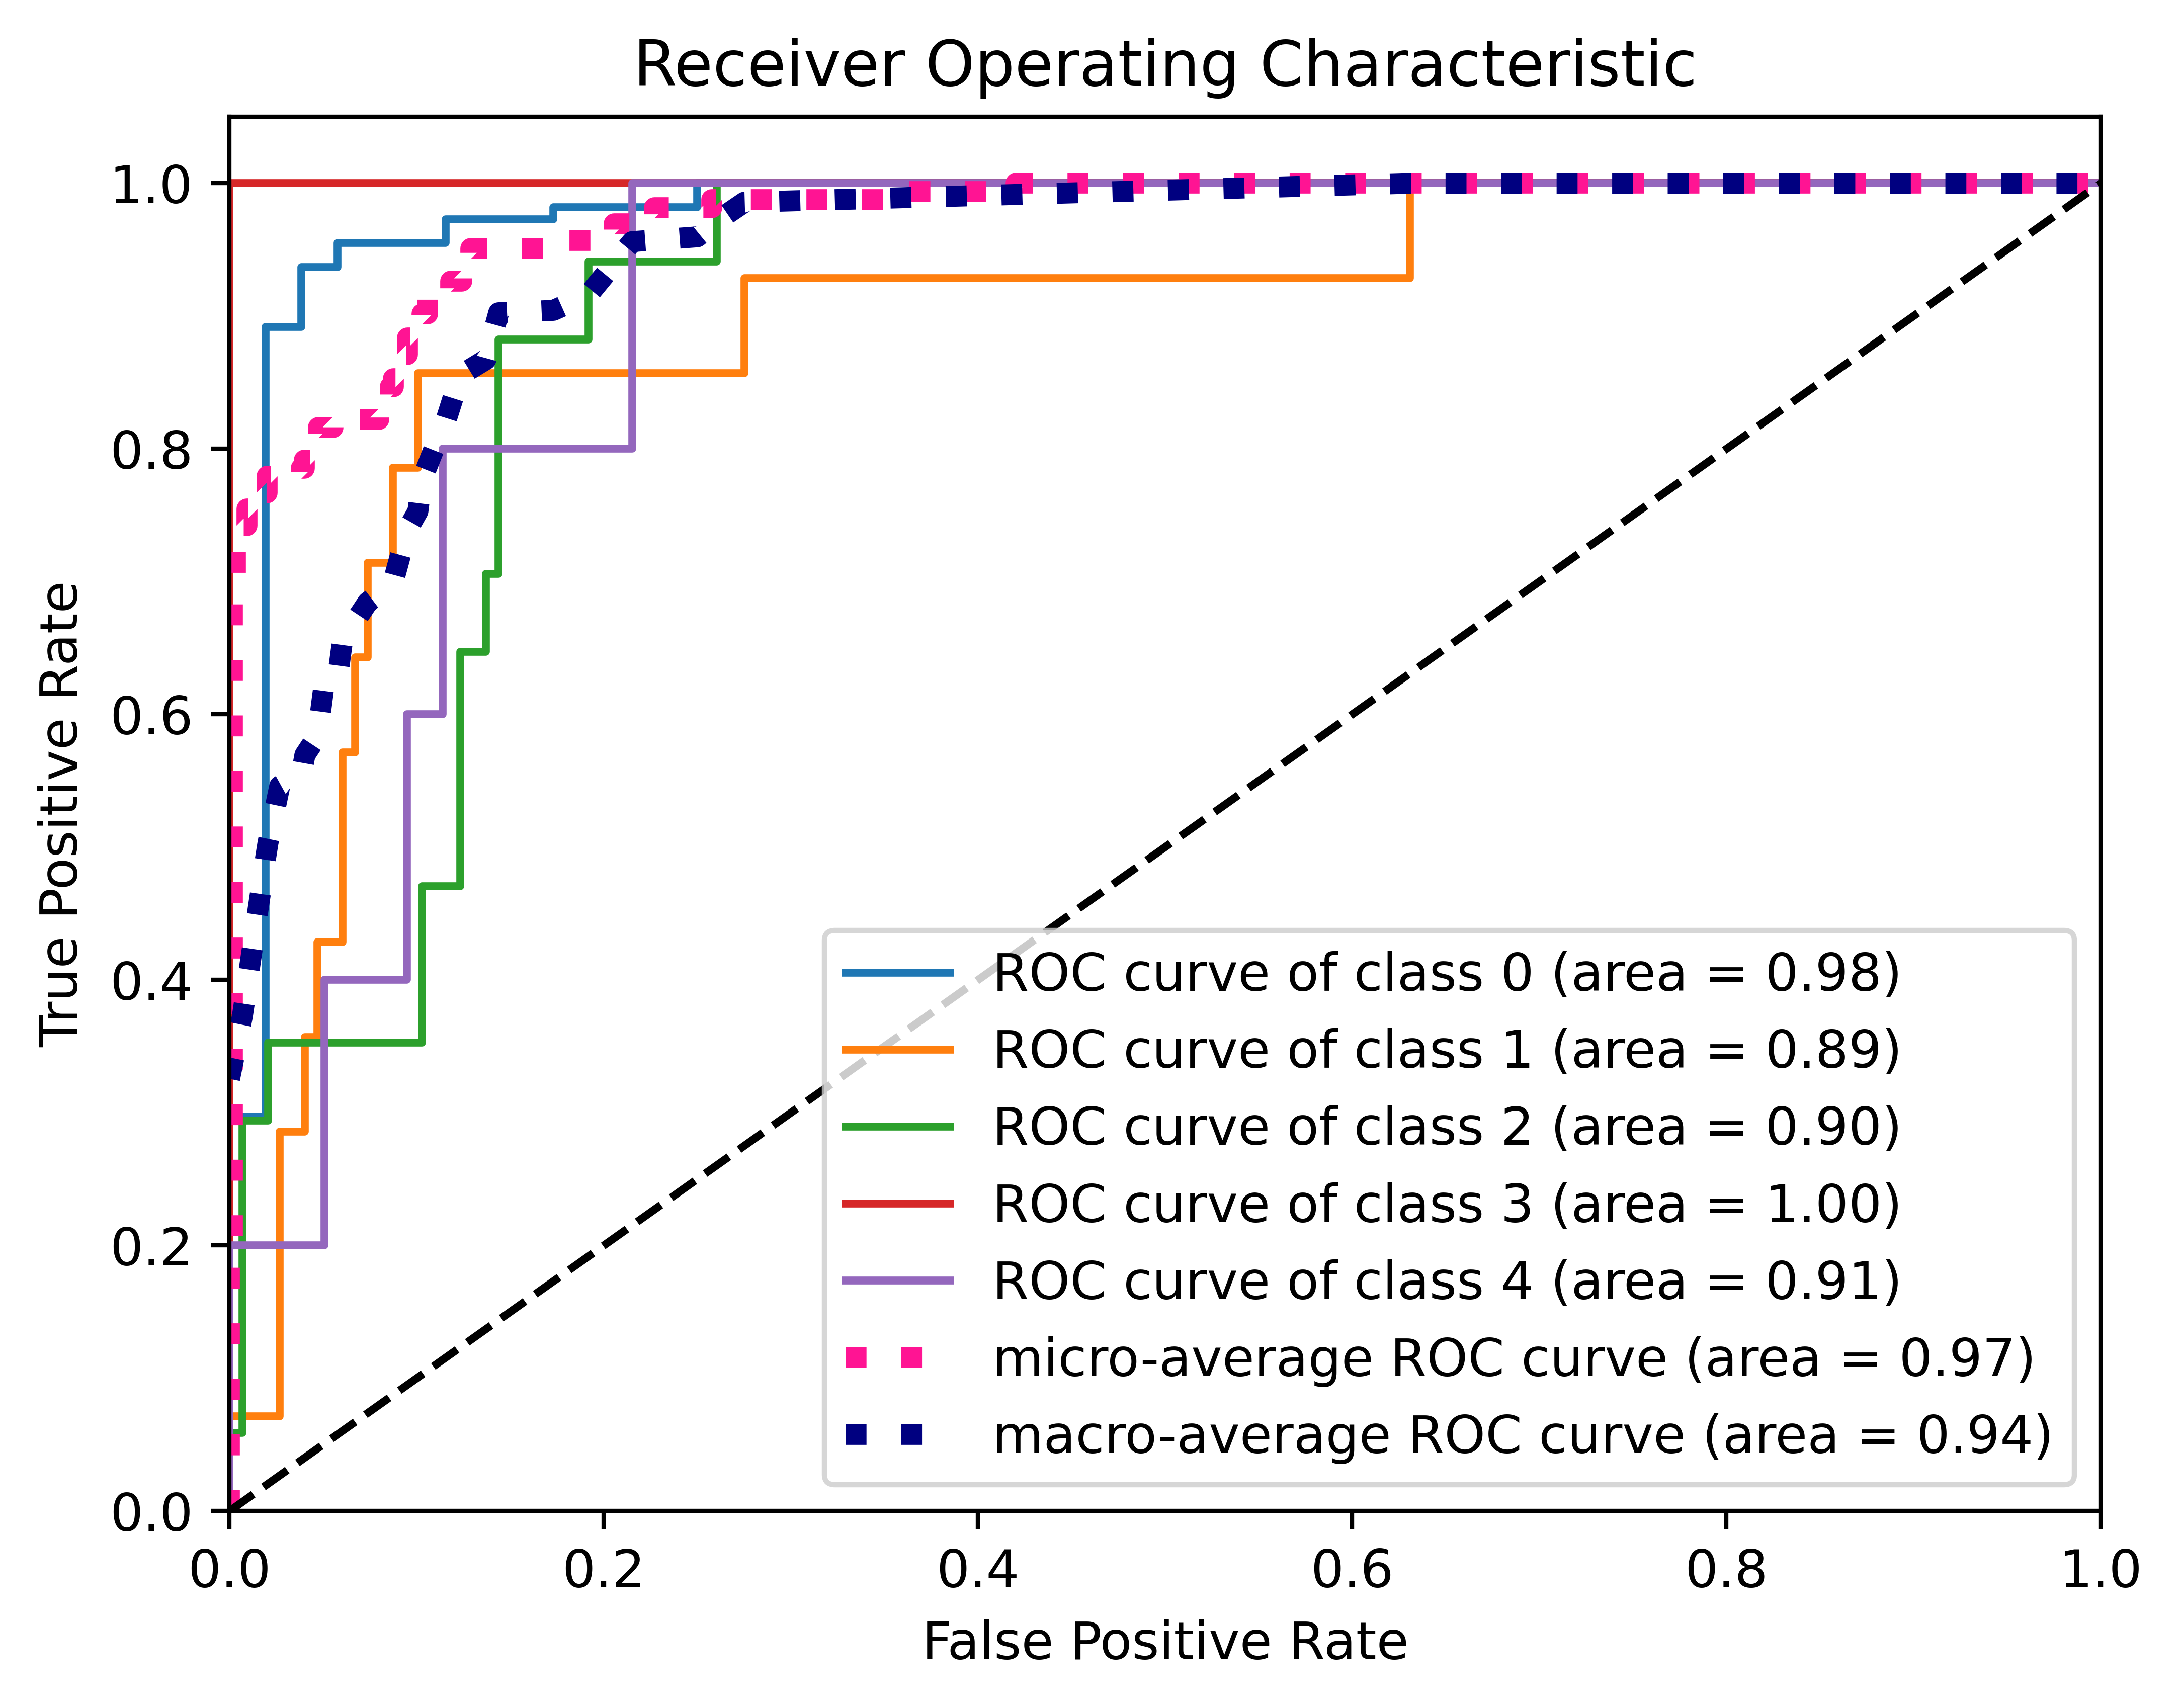 Receiver Operating Characteristic
1.0
0.8
0.6
0.4
0.2
0.0
True Positive Rate
ROC curve of class 0 (area = 0.98)
ROC curve of class 1 (area = 0.89)
ROC curve of class 2 (area = 0.90)
ROC curve of class 3 (area = 1.00)
ROC curve of class 4 (area = 0.91)
micro-average ROC curve (area = 0.97)
macro-average ROC curve (area = 0.94)
0.0 0.2 0.4 0.6 0.8 1.0
False Positive Rate